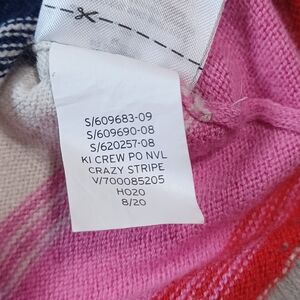 S/609683-09
S/609690-08
S/620257-08
KI CREW PO NVL
CRAZY STRIPE
V/700085205
HO20
8/20